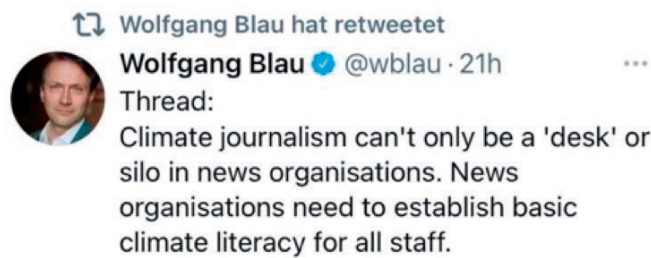 Wolfgang Blau hat retweetet
Wolfgang Blau @wblau · 21h
Thread:
Climate journalism can't only be a 'desk' or
silo in news organisations. News
organisations need to establish basic
climate literacy for all staff.